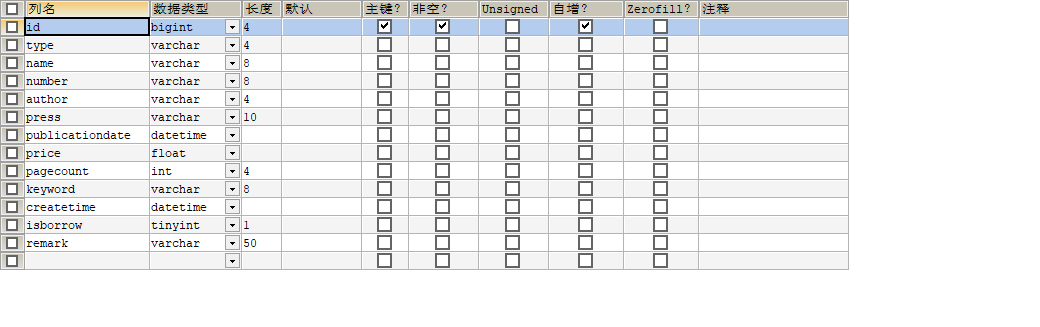 列名 数据类型 长度 默认 主键? 非空? Unsigned 自增? Zerofill? 注释
id bigint 4
type varchar 4
name varchar 8
number varchar 8
author varchar 4
press varchar 10
publicationdate datetime
price float
pagecount int 4
keyword varchar 8
createtime datetime
isborrow tinyint 1
remark varchar 50